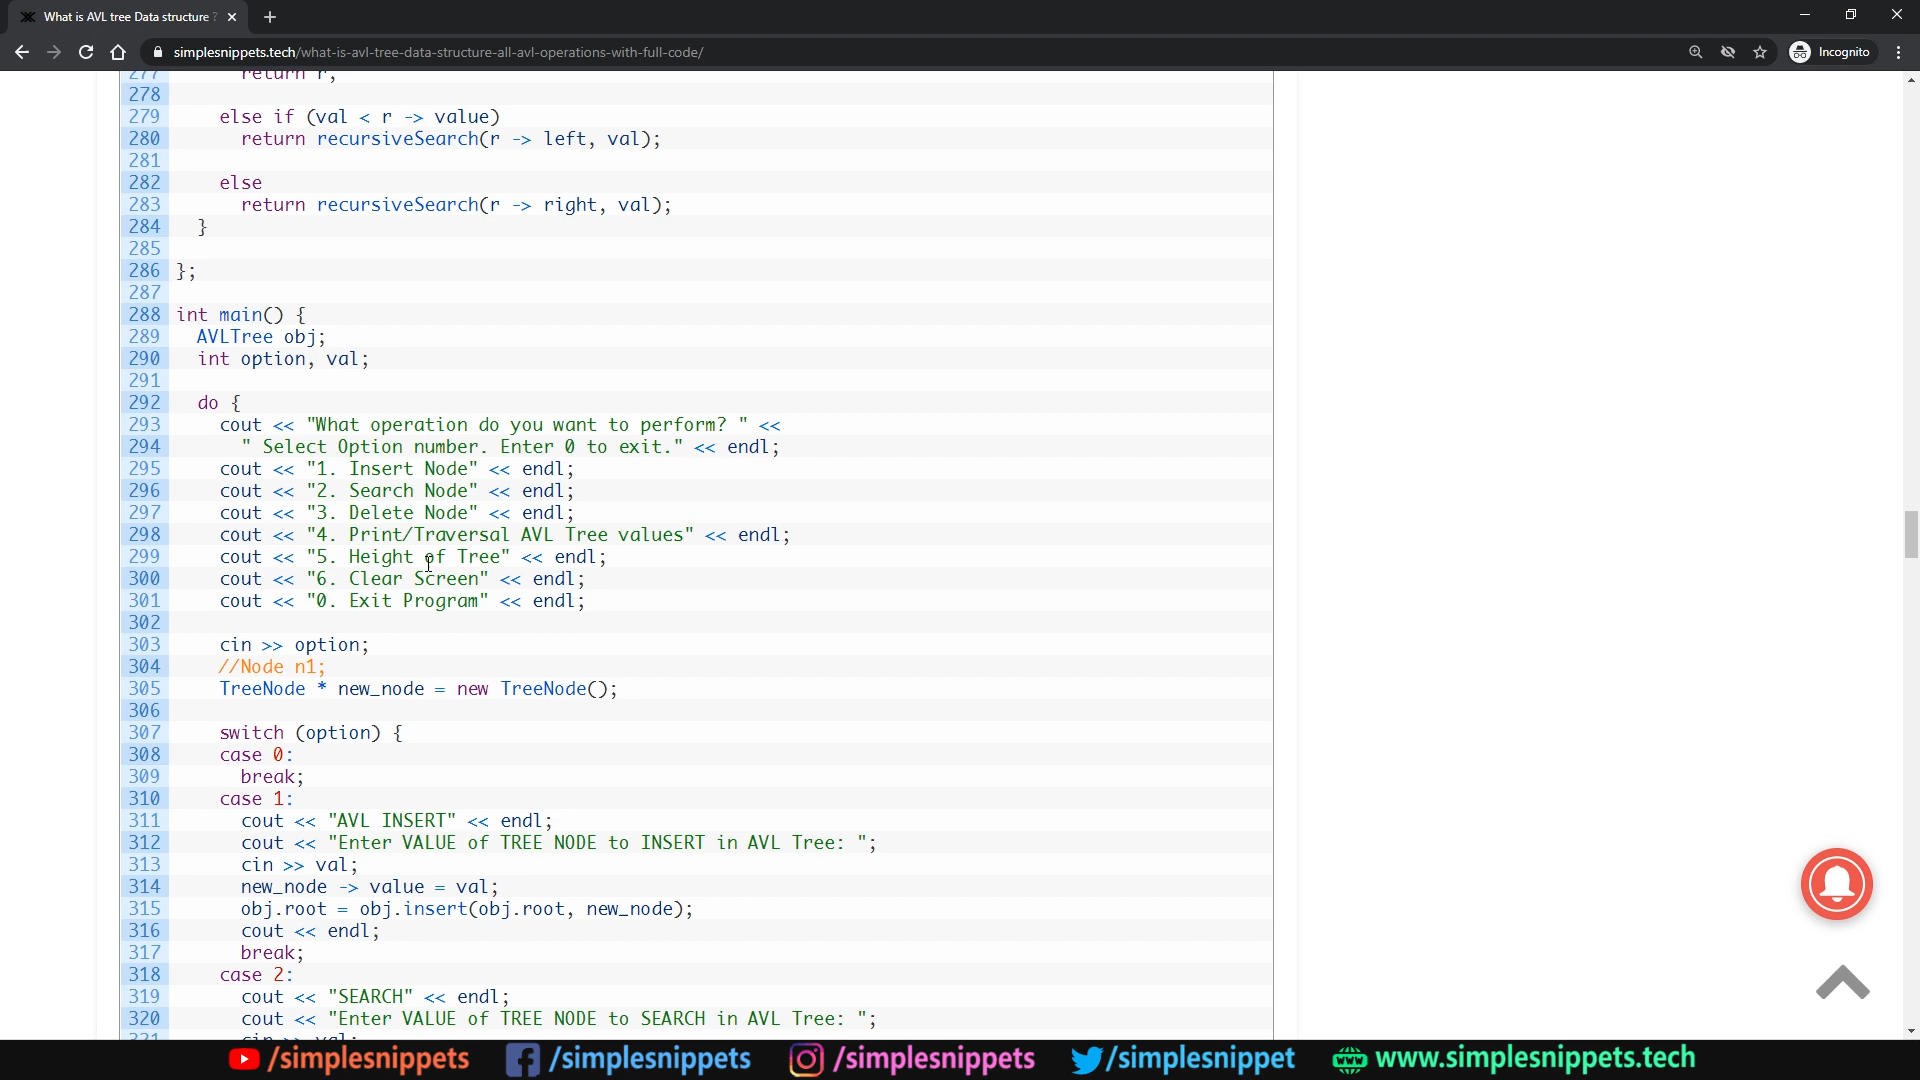 What is AVL tree Data structure ?
simplesnippets.tech/what-is-avl-tree-data-structure-all-avl-operations-with-full-code/
Incognito
277 return r;
278
279 else if (val < r -> value)
280 return recursiveSearch(r -> left, val);
281
282 else
283 return recursiveSearch(r -> right, val);
284 }
285
286 };
287
288 int main() {
289 AVLTree obj;
290 int option, val;
291
292 do {
293 cout << "What operation do you want to perform? " <<
294 " Select Option number. Enter 0 to exit." << endl;
295 cout << "1. Insert Node" << endl;
296 cout << "2. Search Node" << endl;
297 cout << "3. Delete Node" << endl;
298 cout << "4. Print/Traversal AVL Tree values" << endl;
299 cout << "5. Height of Tree" << endl;
300 cout << "6. Clear Screen" << endl;
301 cout << "0. Exit Program" << endl;
302
303 cin >> option;
304 //Node n1;
305 TreeNode * new_node = new TreeNode();
306
307 switch (option) {
308 case 0:
309 break;
310 case 1:
311 cout << "AVL INSERT" << endl;
312 cout << "Enter VALUE of TREE NODE to INSERT in AVL Tree: ";
313 cin >> val;
314 new_node -> value = val;
315 obj.root = obj.insert(obj.root, new_node);
316 cout << endl;
317 break;
318 case 2:
319 cout << "SEARCH" << endl;
320 cout << "Enter VALUE of TREE NODE to SEARCH in AVL Tree: ";
321 cin >> val;
/simplesnippets /simplesnippets /simplesnippets /simplesnippet www www.simplesnippets.tech